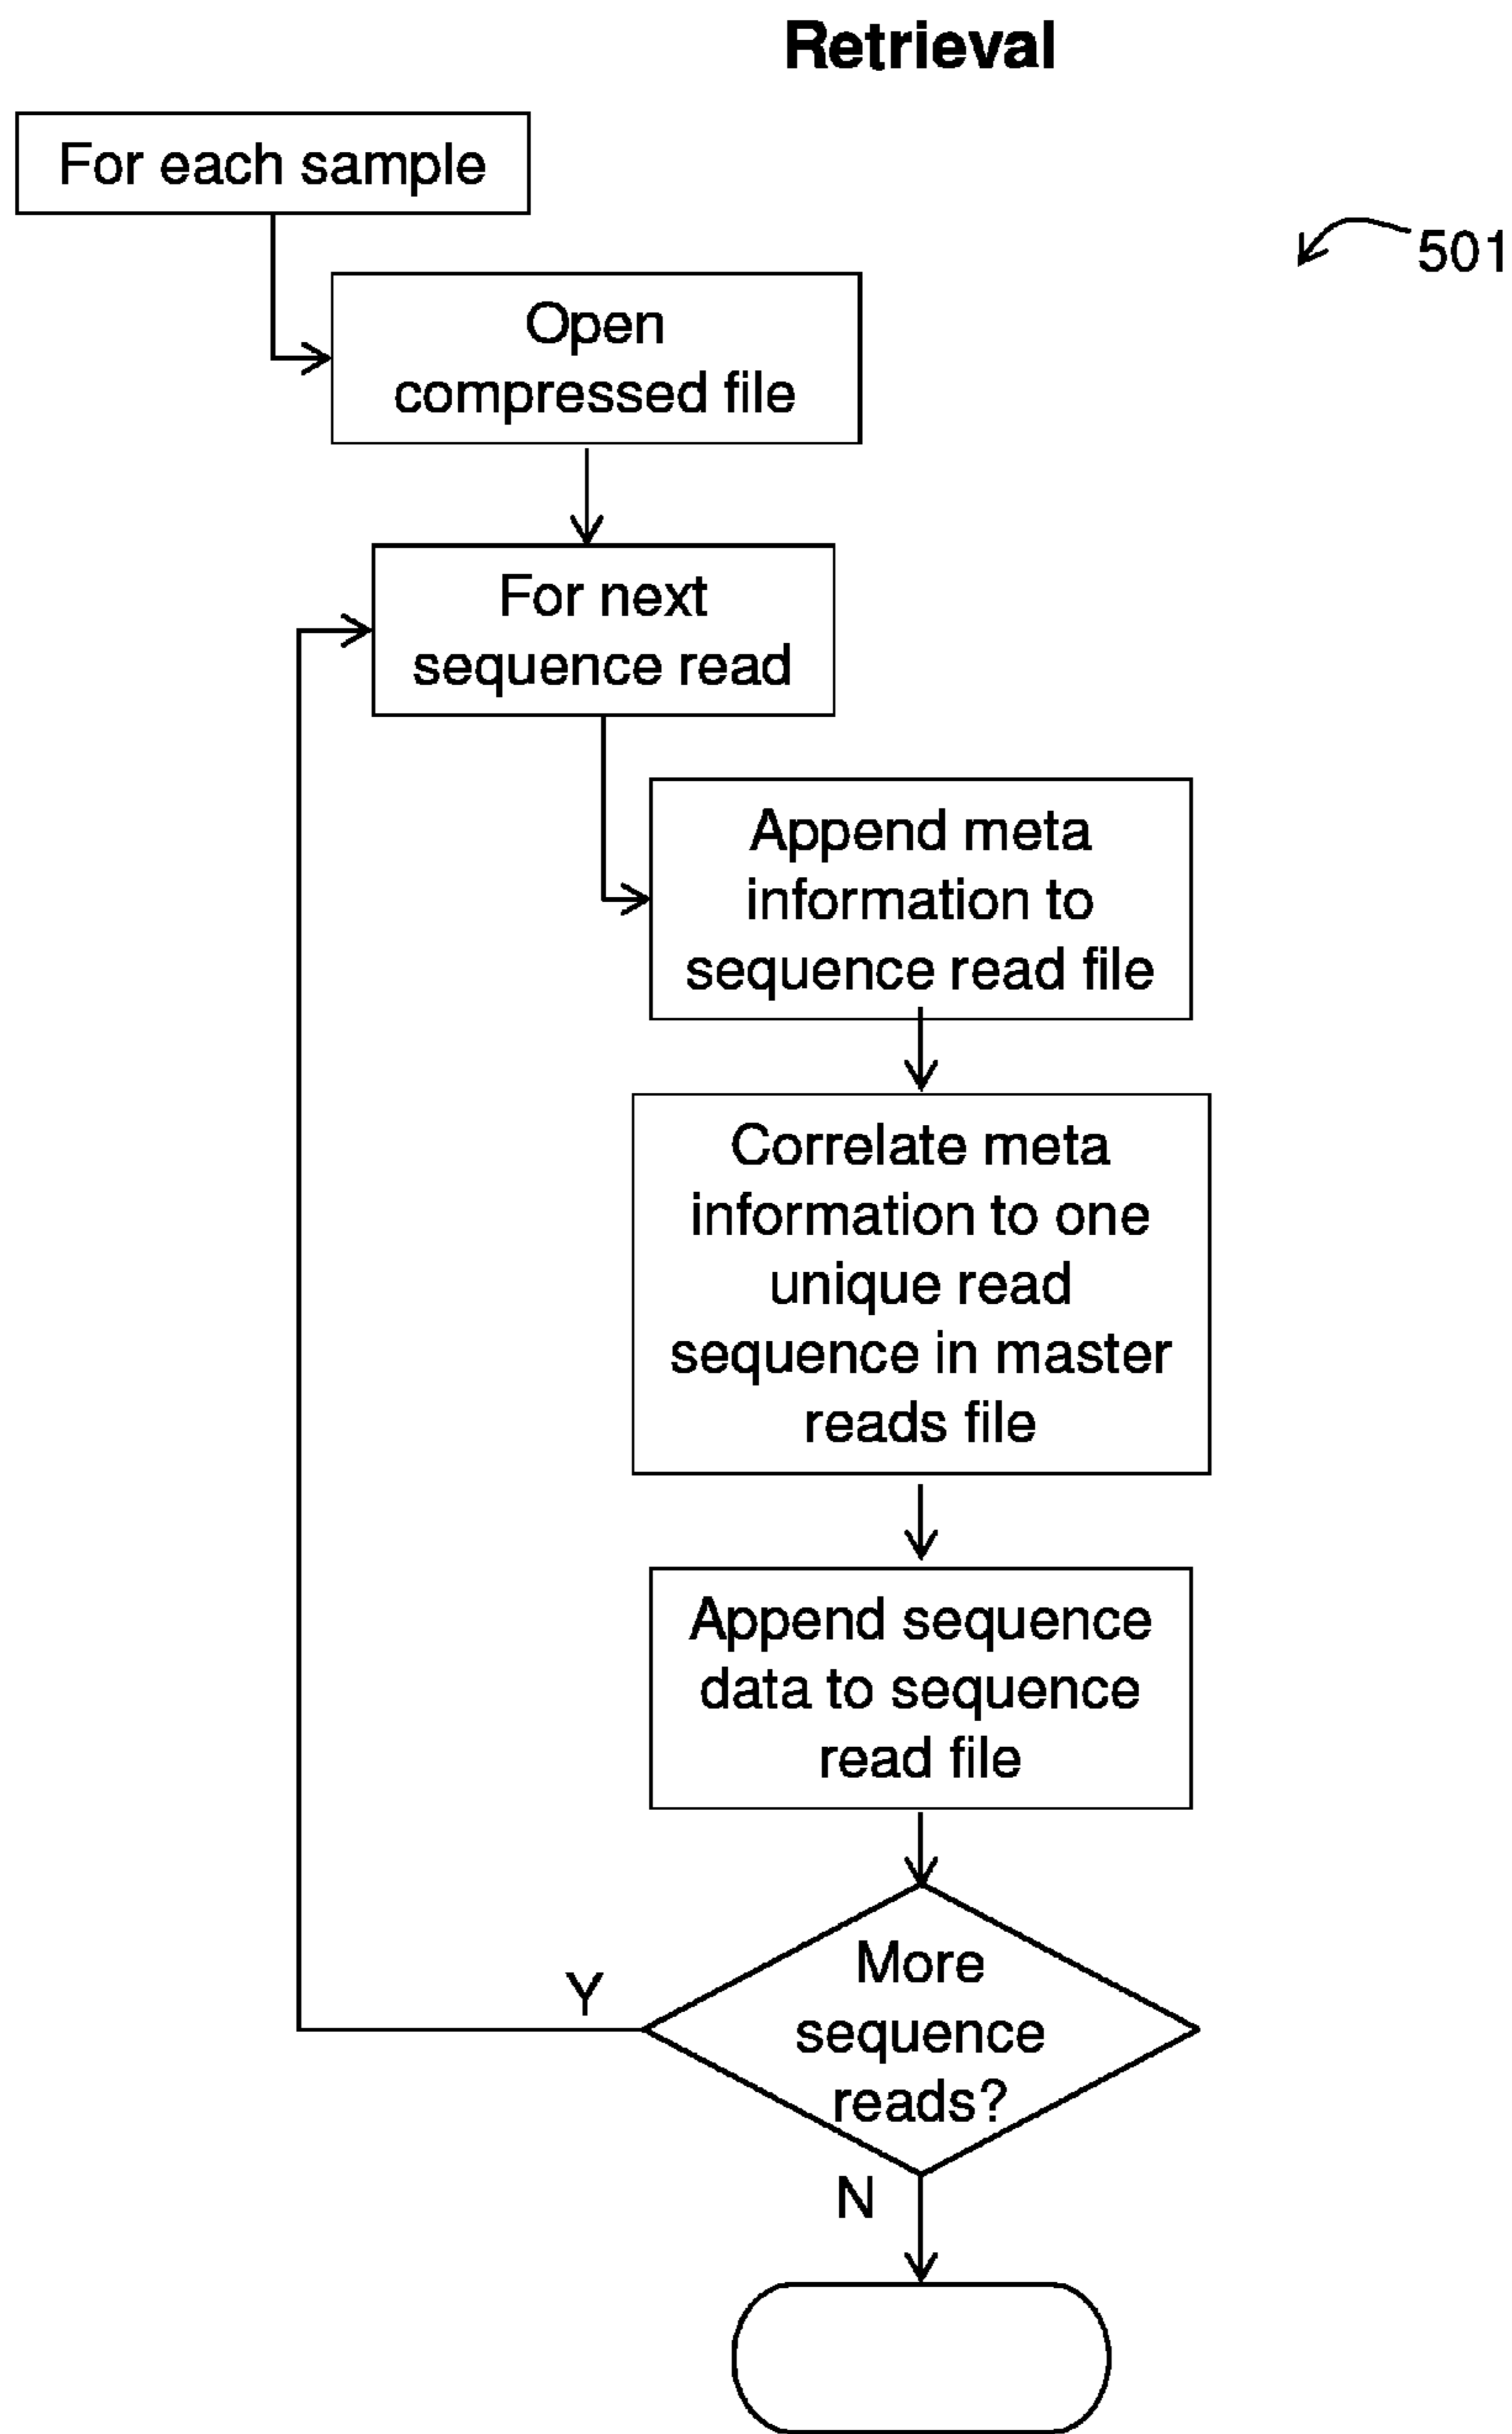 Retrieval
For each sample
501
Open
compressed file
For next
sequence read
Append meta
information to
sequence read file
Correlate meta
information to one
unique read
sequence in master
reads file
Append sequence
data to sequence
read file
More
sequence
reads?
Y
N